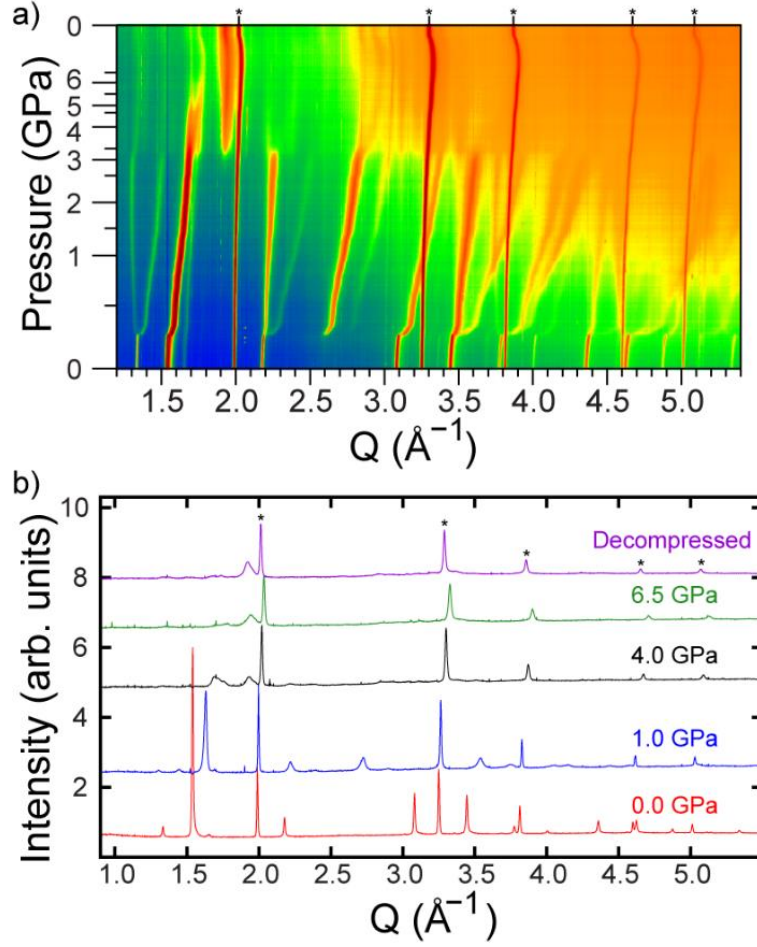 a)
* * * * *
0
6
5
4
3
2
1
0
Pressure (GPa)
1.5 2.0 2.5 3.0 3.5 4.0 4.5 5.0
Q (Å⁻¹)
b)
10
8
6
4
2
Intensity (arb. units)
* * * * *
Decompressed
6.5 GPa
4.0 GPa
1.0 GPa
0.0 GPa
1.0 1.5 2.0 2.5 3.0 3.5 4.0 4.5 5.0
Q (Å⁻¹)